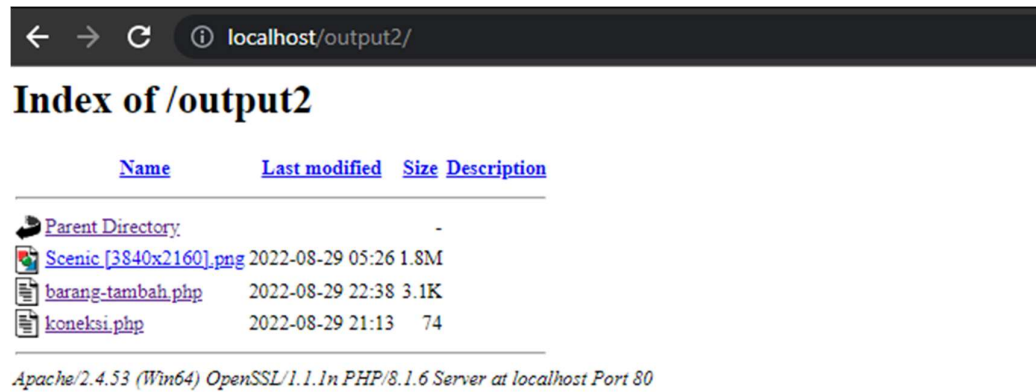 localhost/output2/
Index of /output2
Name Last modified Size Description
Parent Directory -
Scenic [3840x2160].png 2022-08-29 05:26 1.8M
barang-tambah.php 2022-08-29 22:38 3.1K
koneksi.php 2022-08-29 21:13 74
Apache/2.4.53 (Win64) OpenSSL/1.1.1n PHP/8.1.6 Server at localhost Port 80